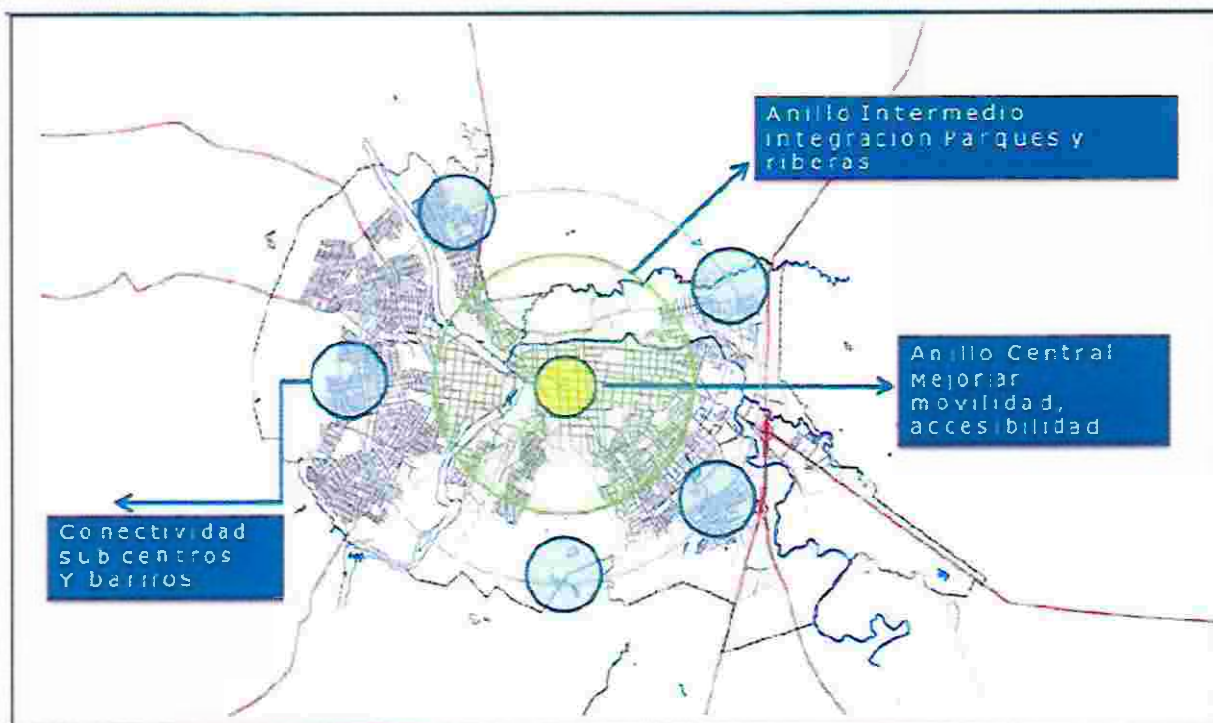 Anillo Intermedio
integracion Parques y
riberas
Anillo Central
Mejorar
movilidad,
accesibilidad
Conectividad
sub centros
Y barrios